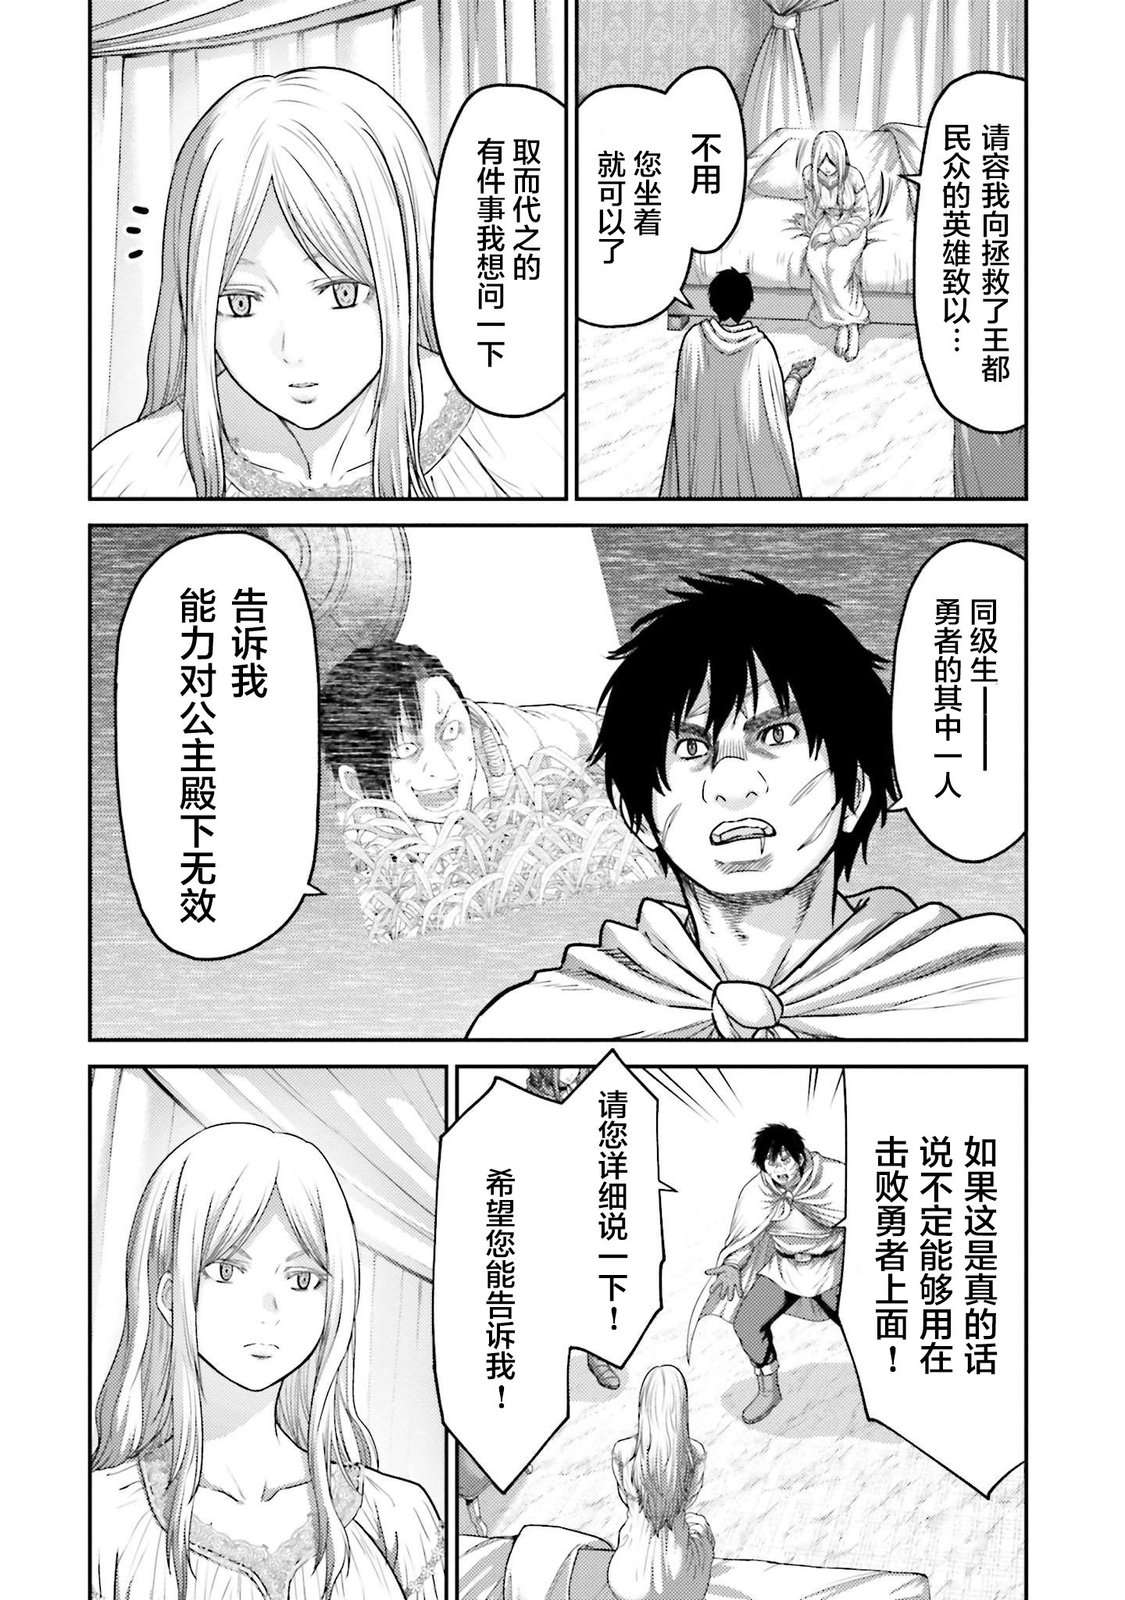 请容我向拯救了王都
民众的英雄致以…
不用
您坐着
就可以了
取而代之的
有件事我想问一下
同级生——
勇者的其中一人
告诉我
能力对公主殿下无效
如果这是真的话
说不定能够用在
击败勇者上面！
请您详细说一下！
希望您能告诉我！